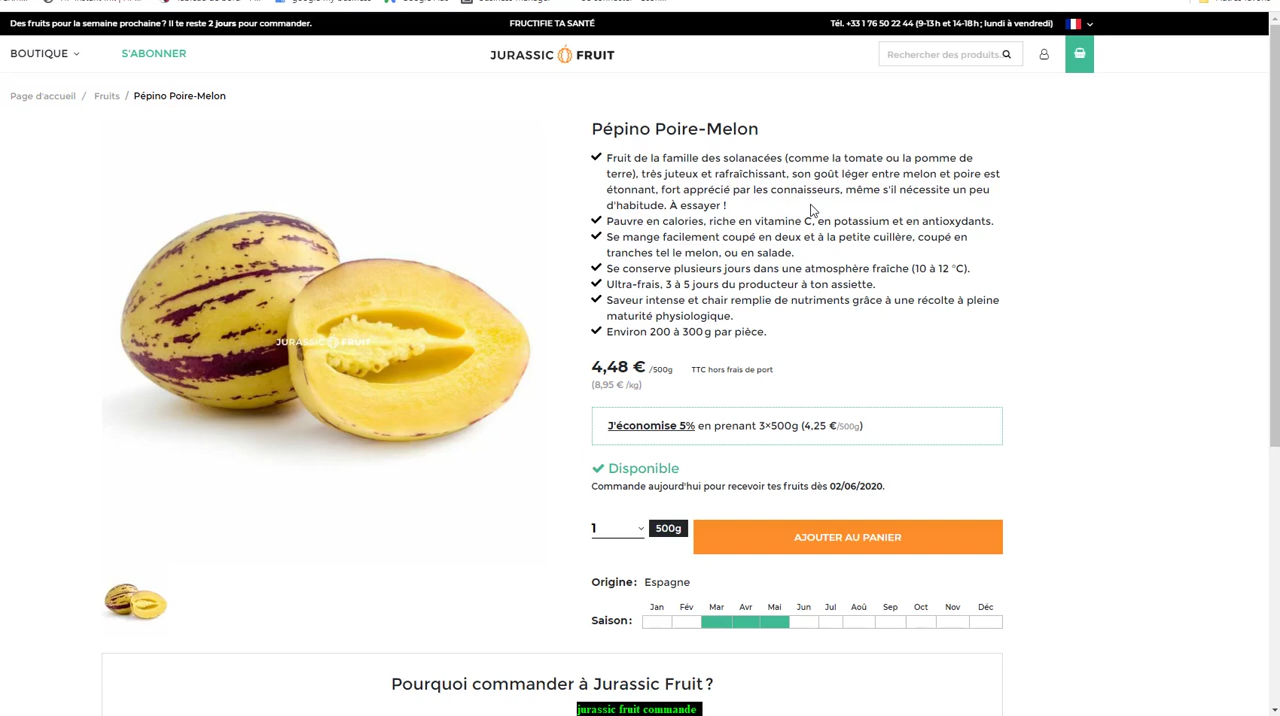 Des fruits pour la semaine prochaine? Il te reste 2 jours pour commander.
FRUCTIFIE TA SANTÉ
Tél. +33 1 76 50 22 44 (9-13h et 14-18h; lundi à vendredi)
BOUTIQUE
S'ABONNER
JURASSIC FRUIT
Rechercher des produits...
Page d'accueil / Fruits / Pépino Poire-Melon
Pépino Poire-Melon
Fruit de la famille des solanacées (comme la tomate ou la pomme de
terre), très juteux et rafraîchissant, son goût léger entre melon et poire est
étonnant, fort apprécié par les connaisseurs, même s'il nécessite un peu
d'habitude. À essayer !
Pauvre en calories, riche en vitamine C, en potassium et en antioxydants.
Se mange facilement coupé en deux et à la petite cuillère, coupé en
tranches tel le melon, ou en salade.
Se conserve plusieurs jours dans une atmosphère fraîche (10 à 12 °C).
Ultra-frais, 3 à 5 jours du producteur à ton assiette.
Saveur intense et chair remplie de nutriments grâce à une récolte à pleine
maturité physiologique.
Environ 200 à 300g par pièce.
JURASSIC FRUIT
4,48 € /500g TTC hors frais de port
(8,95 € /kg)
J'économise 5% en prenant 3×500g (4,25 €/500g)
Disponible
Commande aujourd'hui pour recevoir tes fruits dès 02/06/2020.
1 500g AJOUTER AU PANIER
Origine: Espagne
Jan Fév Mar Avr Mai Jun Jul Aoû Sep Oct Nov Déc
Saison:
Pourquoi commander à Jurassic Fruit?
jurassic fruit commande